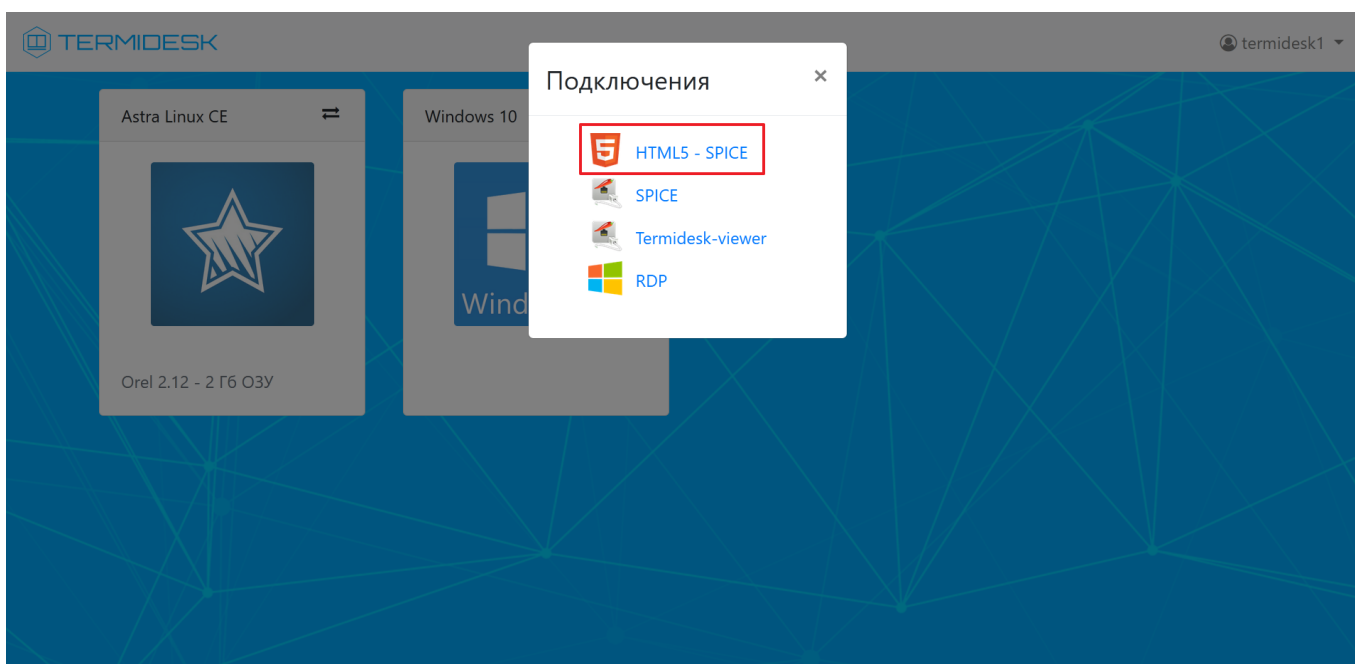 TERMIDESK
termidesk1
Подключения
×
HTML5 - SPICE
SPICE
Termidesk-viewer
RDP
Astra Linux CE
Orel 2.12 - 2 Гб ОЗУ
Windows 10
Wind